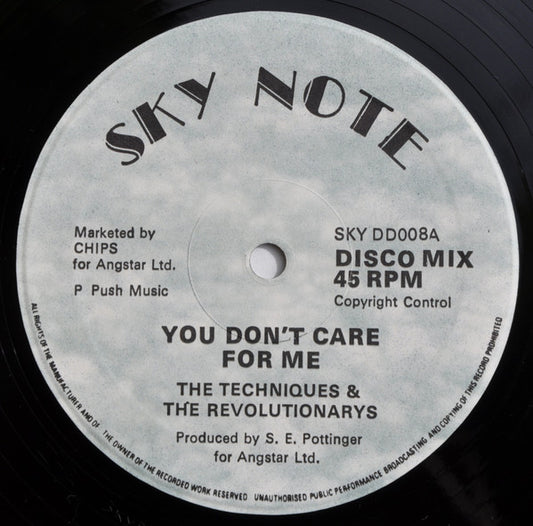 SKY NOTE
Marketed by
CHIPS
for Angstar Ltd.
P Push Music
SKY DD008A
DISCO MIX
45 RPM
Copyright Control
YOU DON'T CARE
FOR ME
THE TECHNIQUES &
THE REVOLUTIONARYS
Produced by S. E. Pottinger
for Angstar Ltd.
ALL RIGHTS OF THE MANUFACTURER AND OF THE OWNER OF THE RECORDED WORK RESERVED UNAUTHORISED PUBLIC PERFORMANCE BROADCASTING AND COPYING OF THIS RECORD PROHIBITED